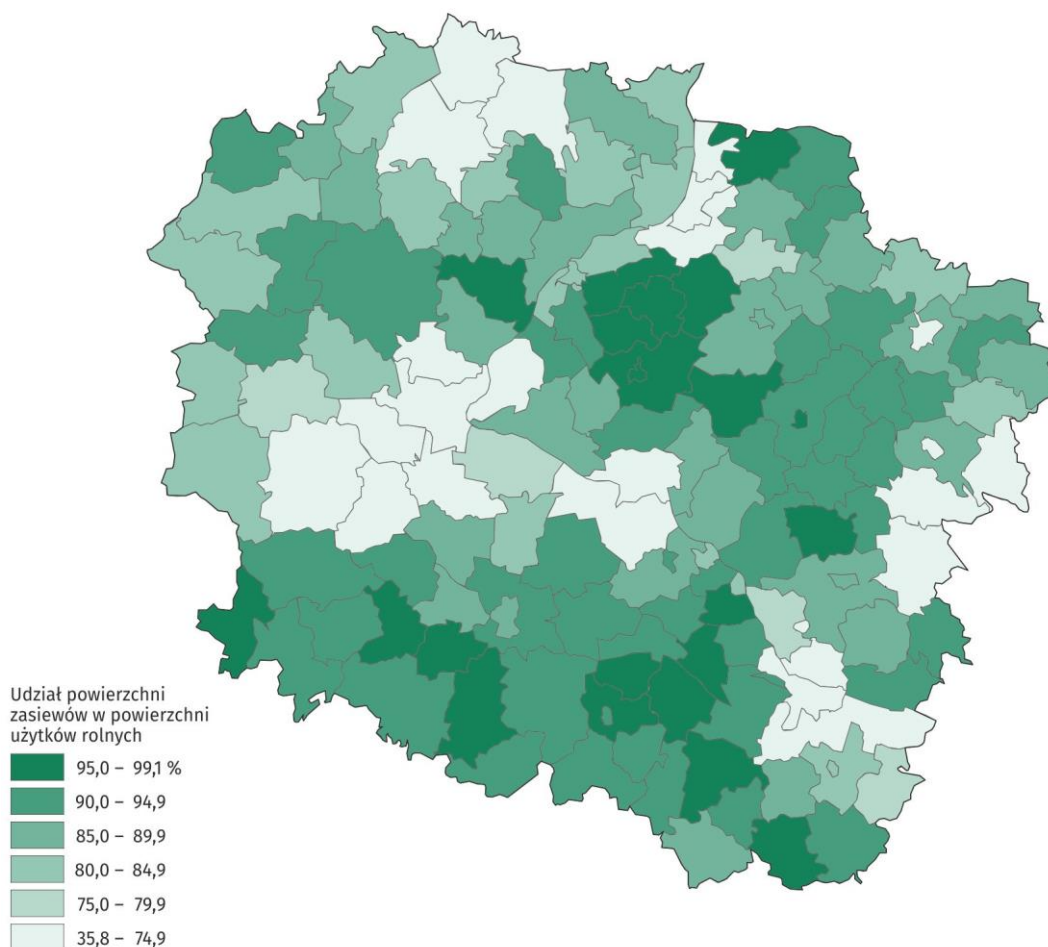 Udział powierzchni
zasiewów w powierzchni
użytków rolnych
95,0 – 99,1 %
90,0 – 94,9
85,0 – 89,9
80,0 – 84,9
75,0 – 79,9
35,8 – 74,9